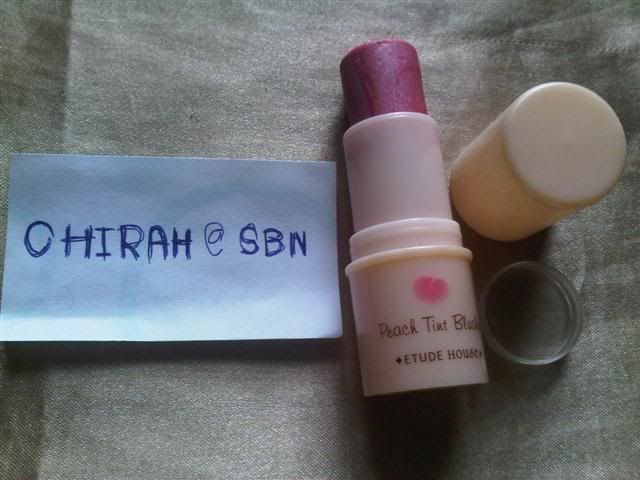 CHIRAH @ SBN
Peach Tint Blush
ETUDE HOUSE